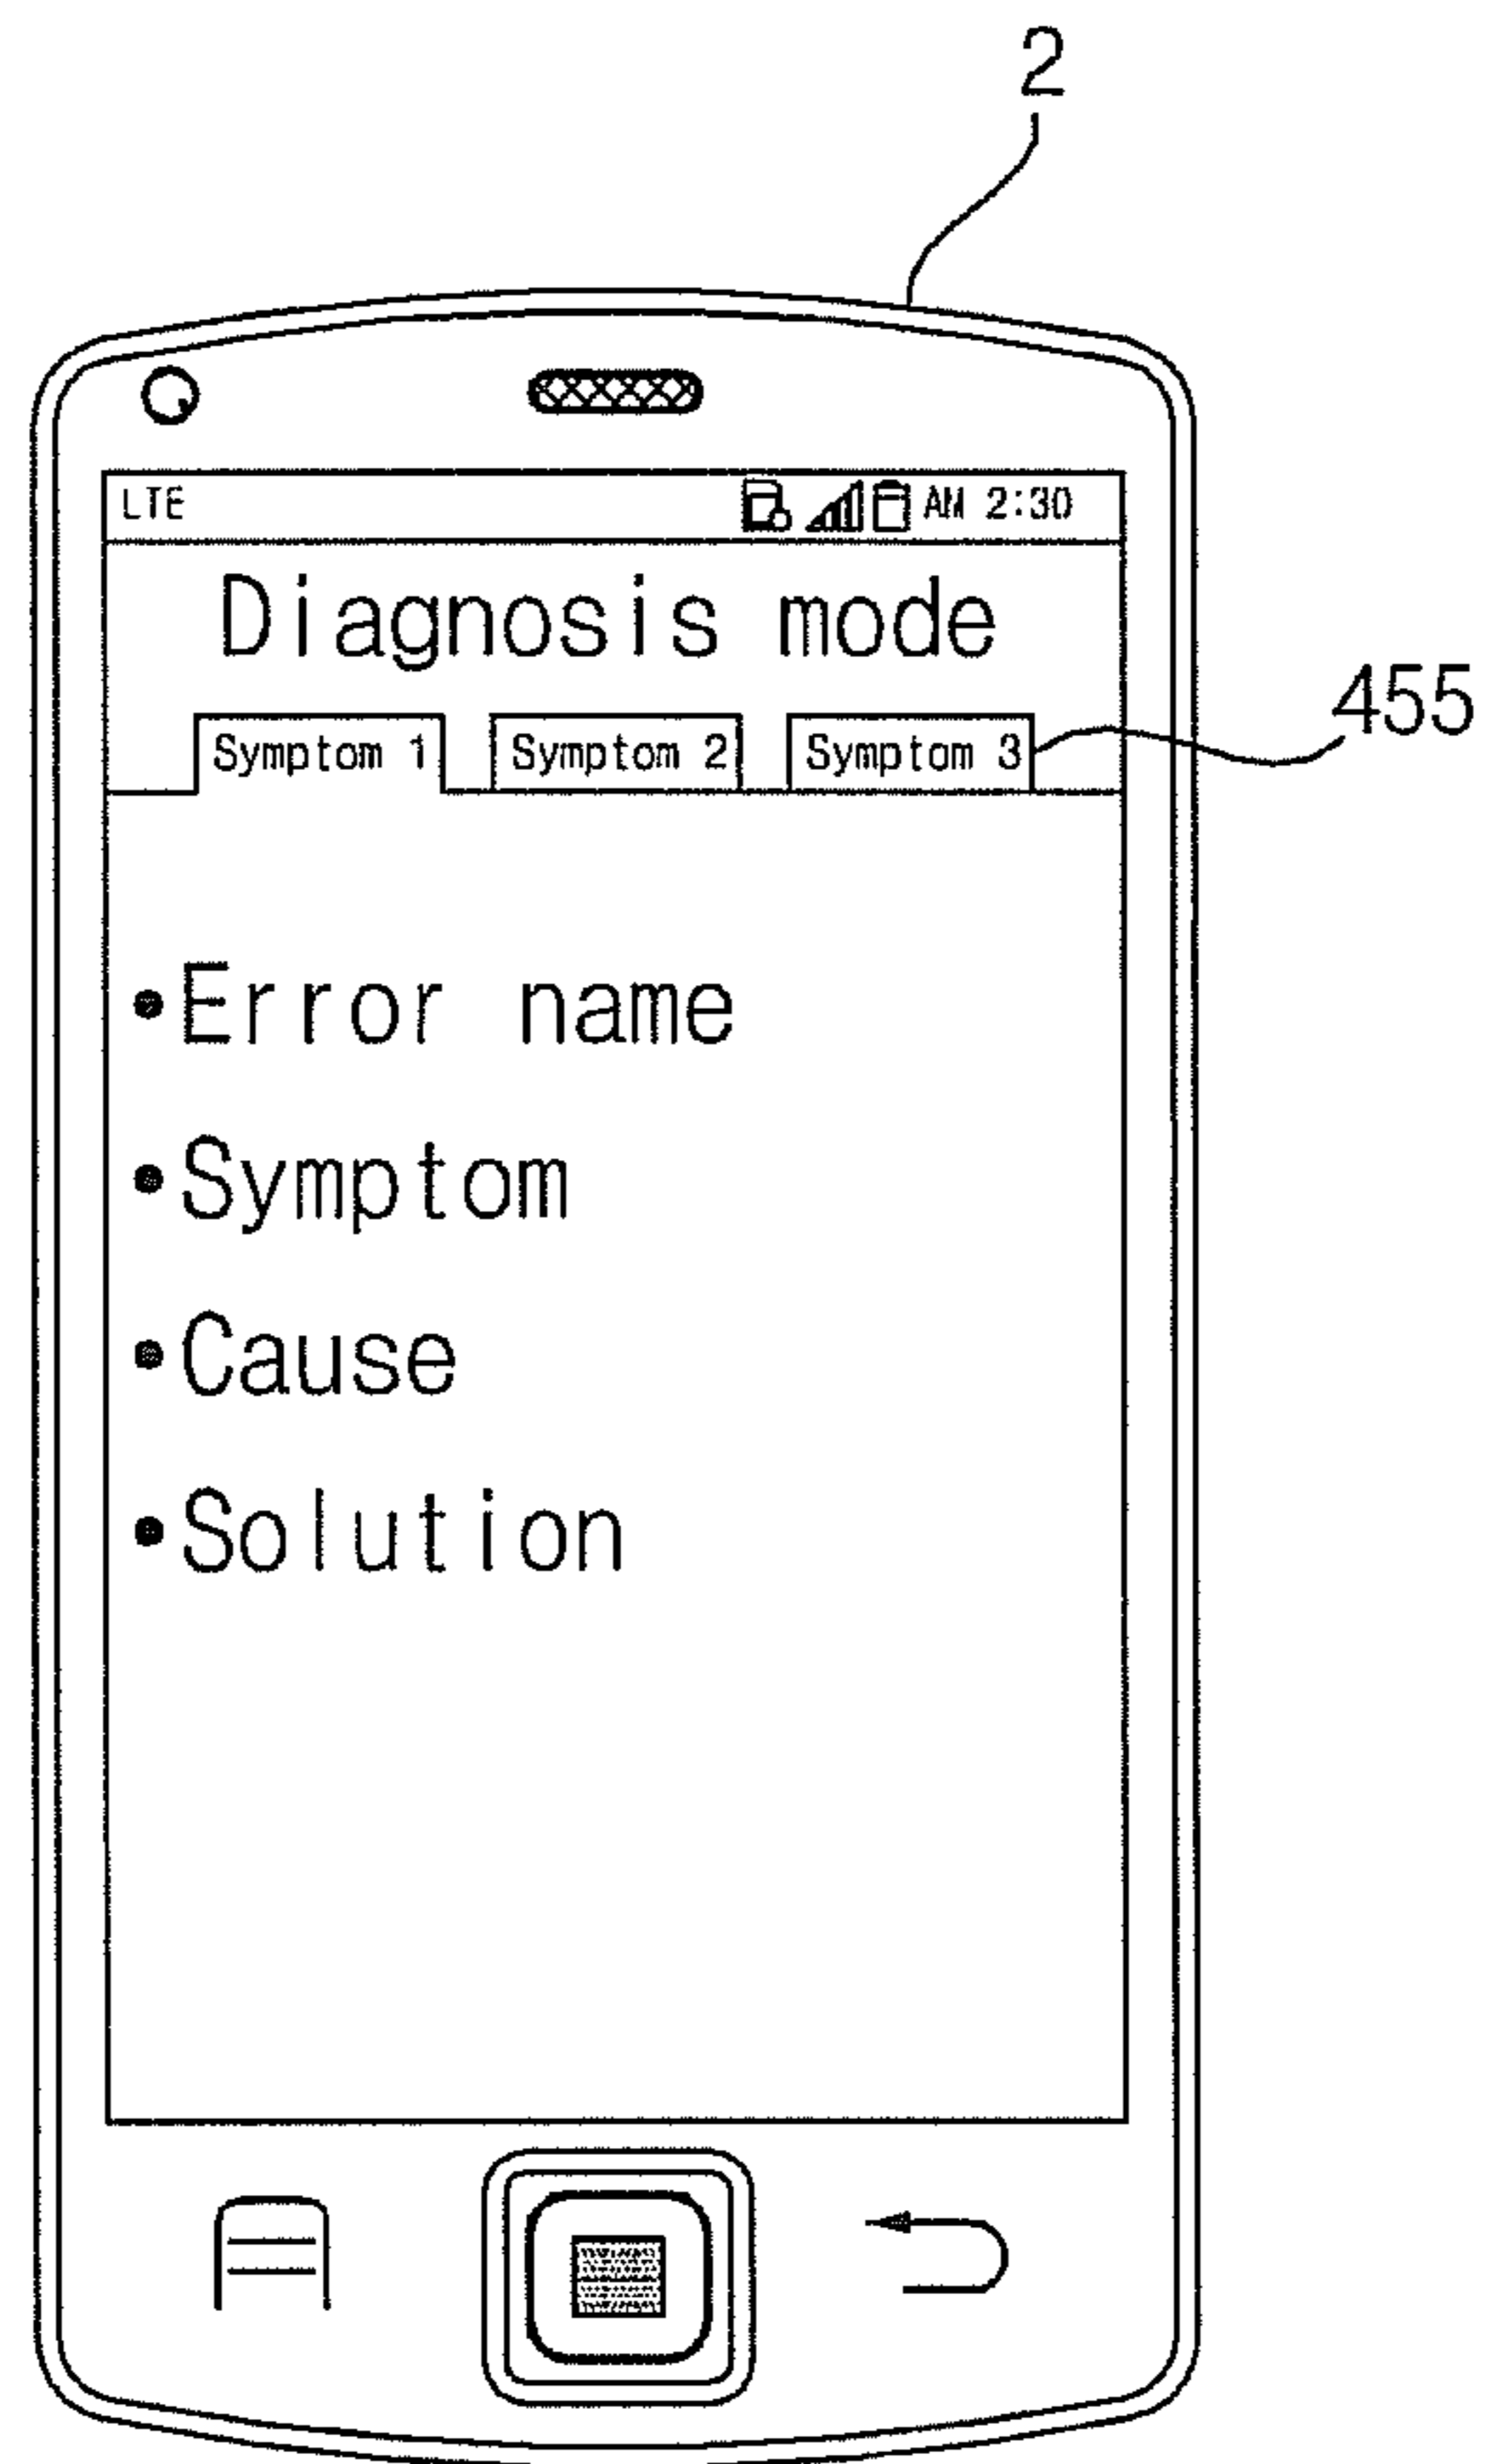 2
LTE AM 2:30
Diagnosis mode
455
Symptom 1 Symptom 2 Symptom 3
•Error name
•Symptom
•Cause
•Solution